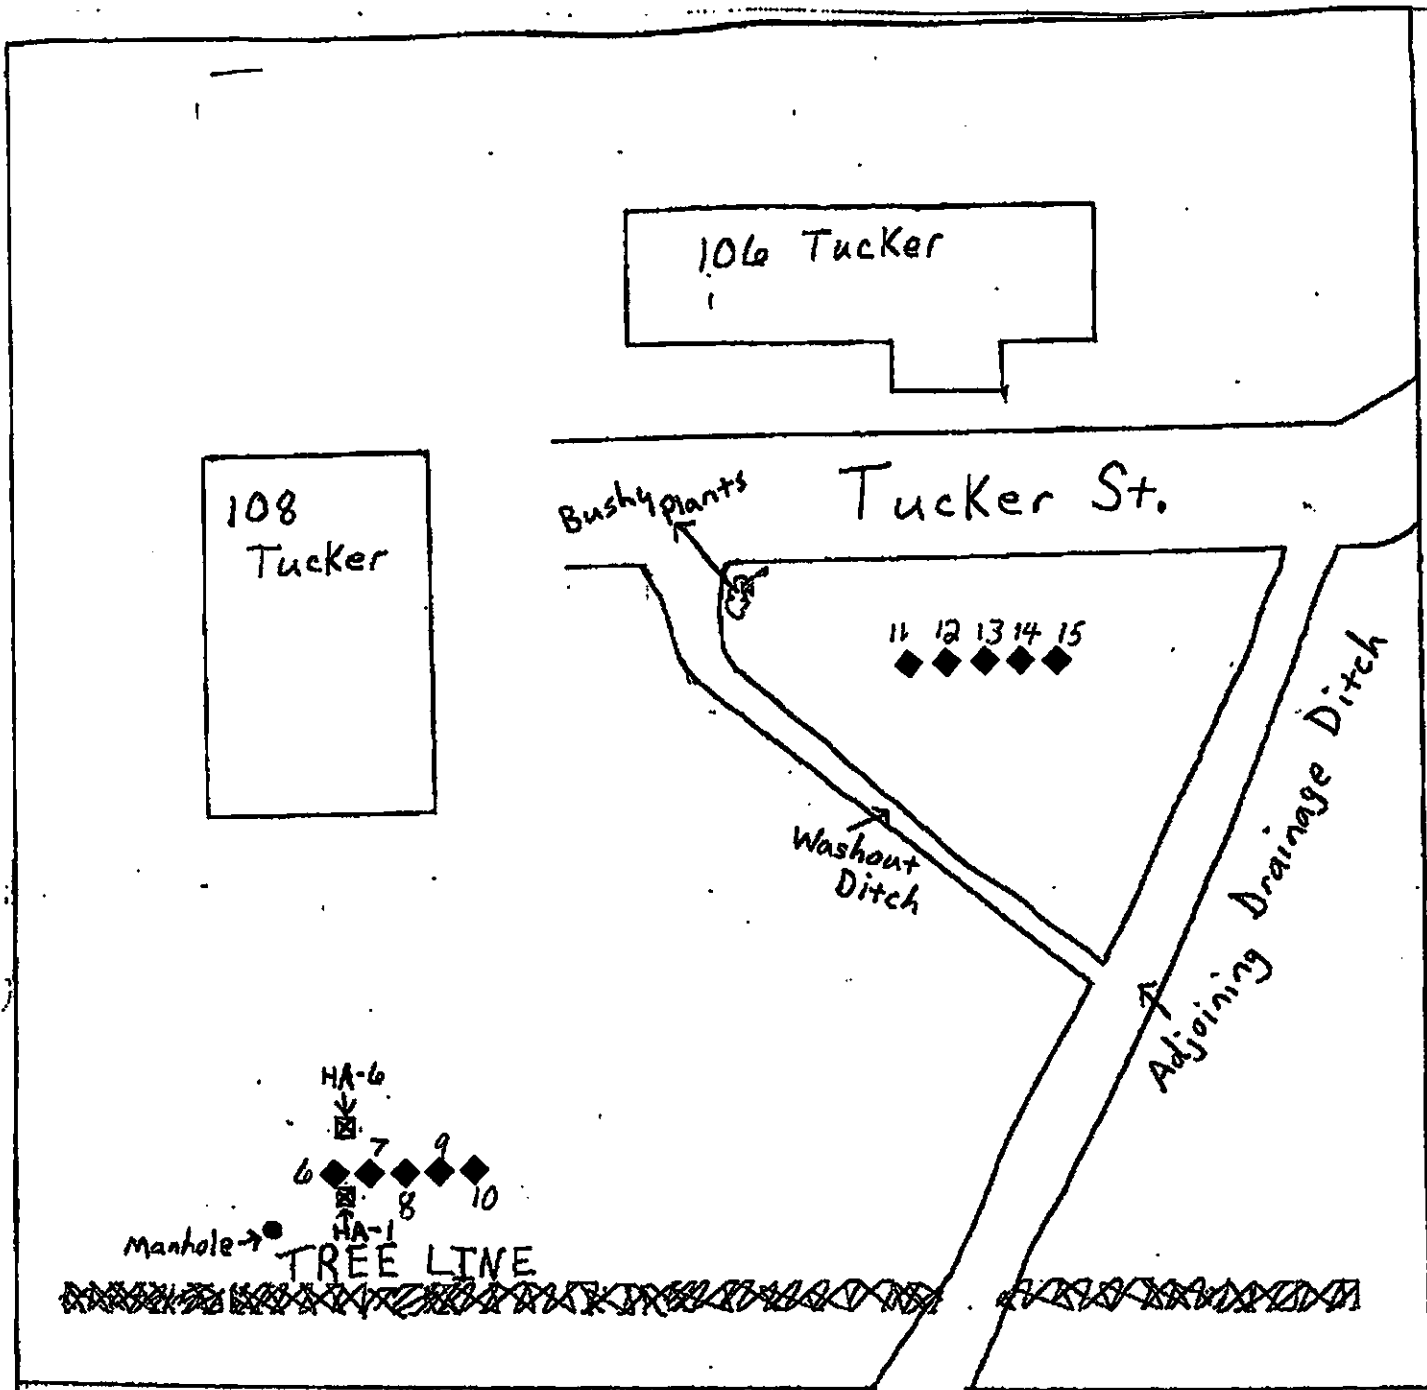 106 Tucker
Tucker St.
Bushy plants
108
Tucker
11 12 13 14 15
Washout
Ditch
Adjoining Drainage Ditch
HA-6
7 9
6
8 10
HA-1
Manhole
TREE LINE